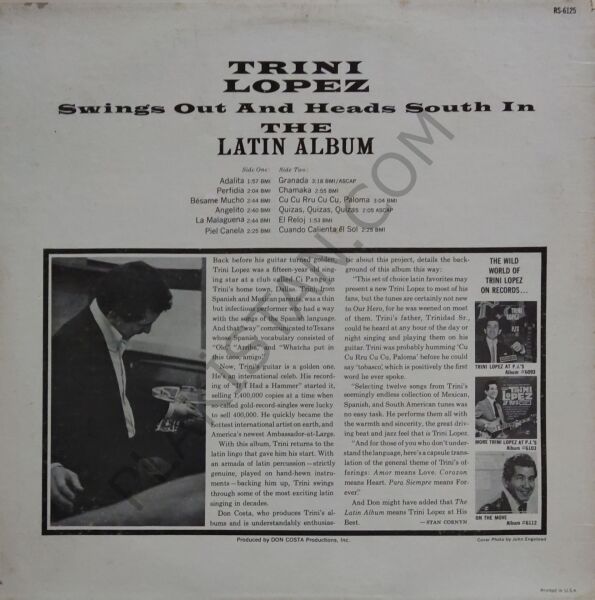 RS-6125
TRINI
LOPEZ
Swings Out And Heads South In
THE
LATIN ALBUM
Side One:
Adalita 1:57 BMI
Perfidia 2:04 BMI
Bésame Mucho 2:44 BMI
Angelito 2:40 BMI
La Malaguena 2:44 BMI
Piel Canela 2:25 BMI
Side Two:
Granada 3:18 BMI/ASCAP
Chamaka 2:55 BMI
Cu Cu Rru Cu Cu, Paloma 3:04 BMI
Quizas, Quizas, Quizas 2:05 ASCAP
El Reloj 1:53 BMI
Cuando Calienta él Sol 2:25 BMI
Back before his guitar turned golden,
Trini Lopez was a fifteen-year old sing-
ing star at a club called Ci Pango in
Trini's home town, Dallas. Trini, from
Spanish and Mexican parents, was a thin
but infectious singer who had a way
with the songs of the Spanish language.
And that way communicated to Texans
whose Spanish vocabulary consisted of
"Ole," "Arriba," and "Whatcha put in
this taco, amigo."
Now, Trini's guitar is a golden one.
He's an international celeb. His record-
ing of "If I Had a Hammer" started it,
selling 1,400,000 copies at a time when
so-called gold-record-singles were lucky
to sell 400,000. He quickly became the
hottest international artist on earth, and
America's newest Ambassador-at-Large.
With this album, Trini returns to the
latin lingo that gave him his start. With
an armada of latin percussion—strictly
genuine, played on hand-hewn instru-
ments—backing him up, Trini swings
through some of the most exciting latin
singing in decades.
Don Costa, who produces Trini's al-
bums and is understandably enthusias-
tic about this project, details the back-
ground of this album this way:
"This set of choice latin favorites may
present a new Trini Lopez to most of his
fans, but the tunes are certainly not new
to Our Hero, for he was weened on most
of them. Trini's father, Trinidad Sr.,
could be heard at any hour of the day or
night singing and playing them on his
guitar. Trini was probably humming 'Cu
Cu Rru Cu Cu, Paloma' before he could
say 'tobasco', which is positively the first
word he ever spoke.
"Selecting twelve songs from Trini's
seemingly endless collection of Mexican,
Spanish, and South American tunes was
no easy task. He performs them all with
the warmth and sincerity, the great driv-
ing beat and jazz feel that is Trini Lopez.
"And for those of you who don't un-
derstand the language, here's a capsule trans-
lation of the general theme of Trini's of-
ferings: Amor means Love. Corazon
means Heart. Para Siempre means For-
ever."
And Don might have added that The
Latin Album means Trini Lopez at His
Best.
—STAN CORNYN
THE WILD
WORLD OF
TRINI LOPEZ
ON RECORDS...
TRINI LOPEZ AT P.J.'S
Album #6093
MORE TRINI LOPEZ AT P.J.'S
Album #6103
ON THE MOVE
Album #6112
Produced by DON COSTA Productions, Inc.
Cover Photo by John Engstead
Printed in U.S.A.